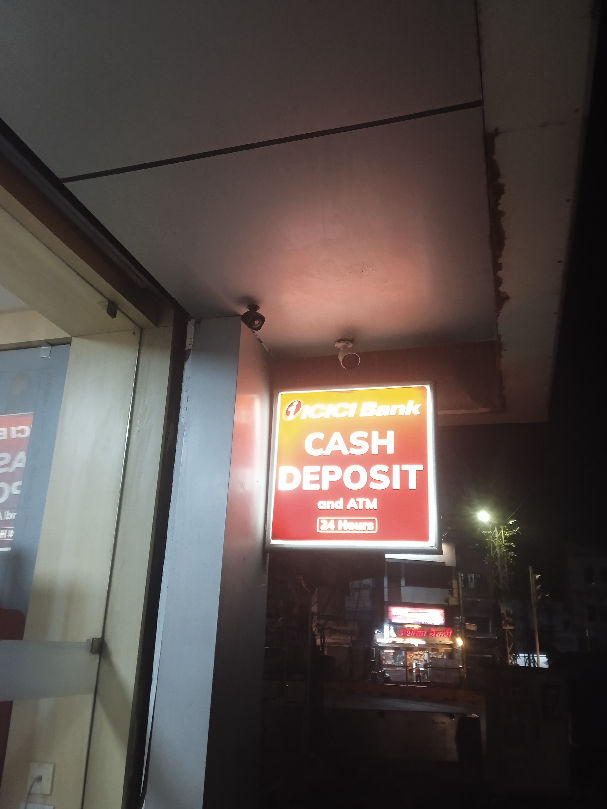 ICICI Bank
CASH
DEPOSIT
and ATM
24 Hours